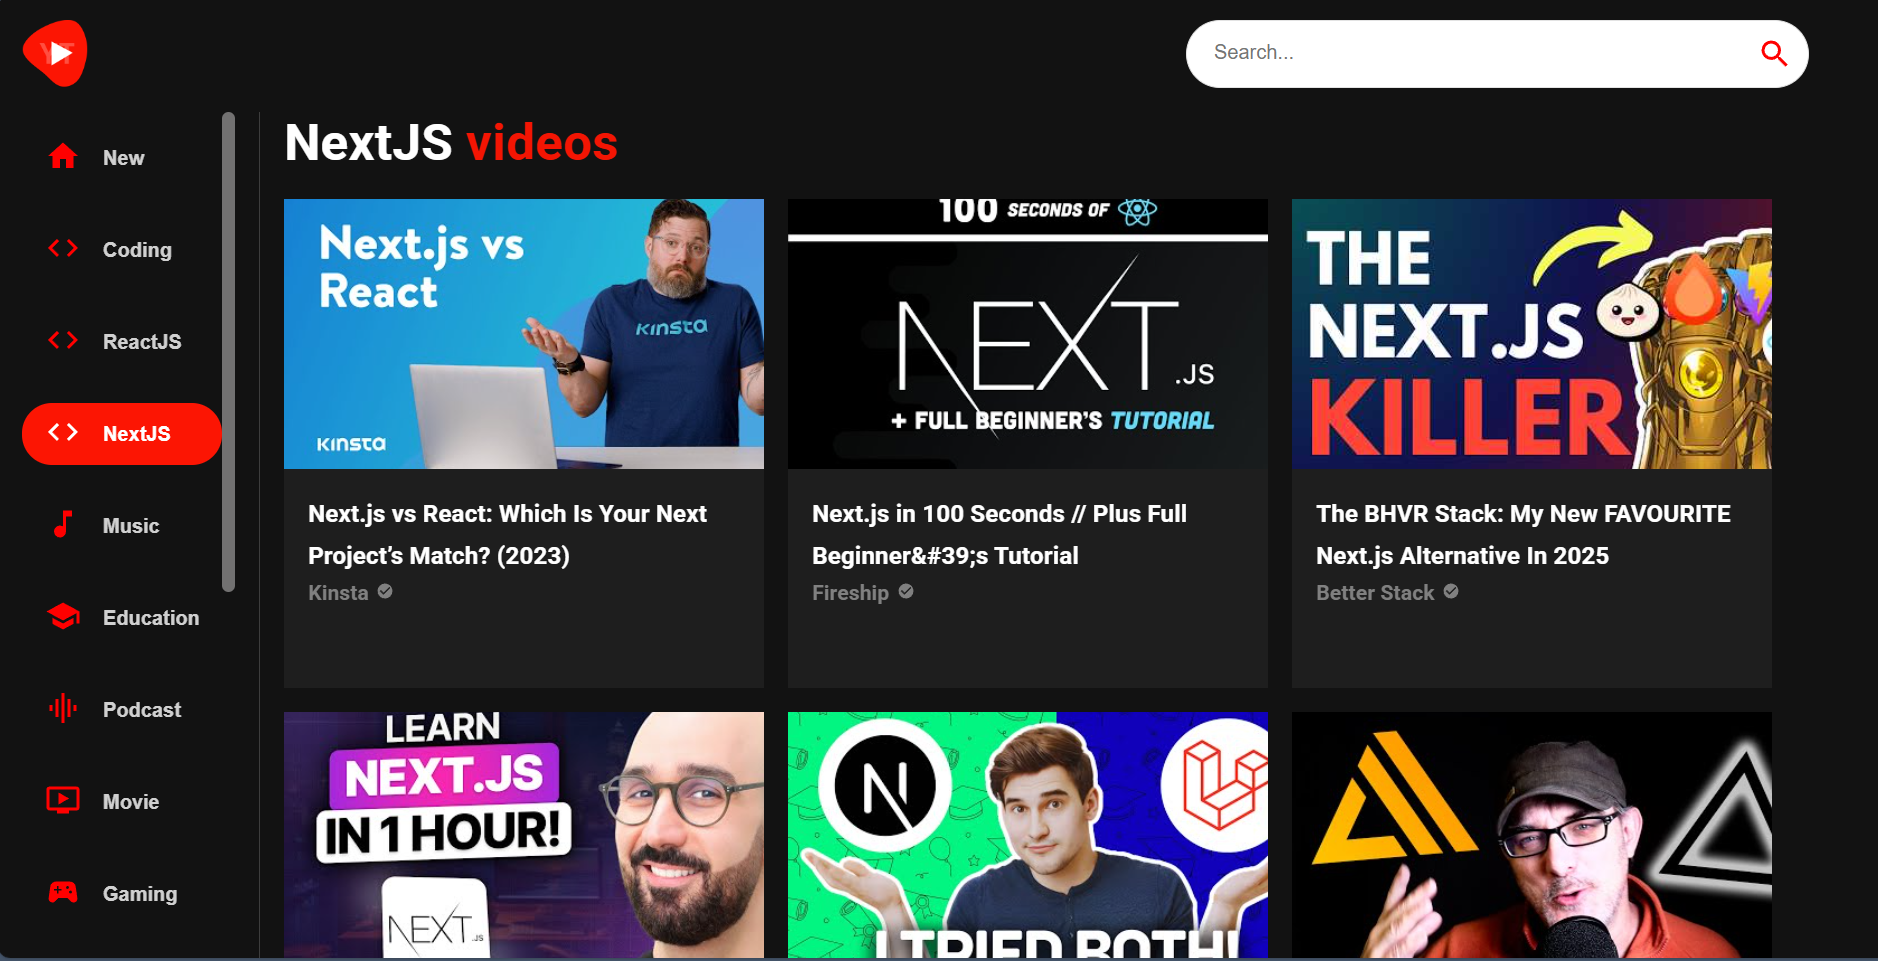 YT
Search...
New
Coding
ReactJS
NextJS
Music
Education
Podcast
Movie
Gaming
NextJS videos
Next.js vs
React
KINSTA
KINSTA
Next.js vs React: Which Is Your Next
Project’s Match? (2023)
Kinsta
100 SECONDS OF
NEXT.JS
+ FULL BEGINNER'S TUTORIAL
Next.js in 100 Seconds // Plus Full
Beginner&#39;s Tutorial
Fireship
THE
NEXT.JS
KILLER
The BHVR Stack: My New FAVOURITE
Next.js Alternative In 2025
Better Stack
LEARN
NEXT.JS
IN 1 HOUR!
NEXT.JS
N
I TRIED BOTH!